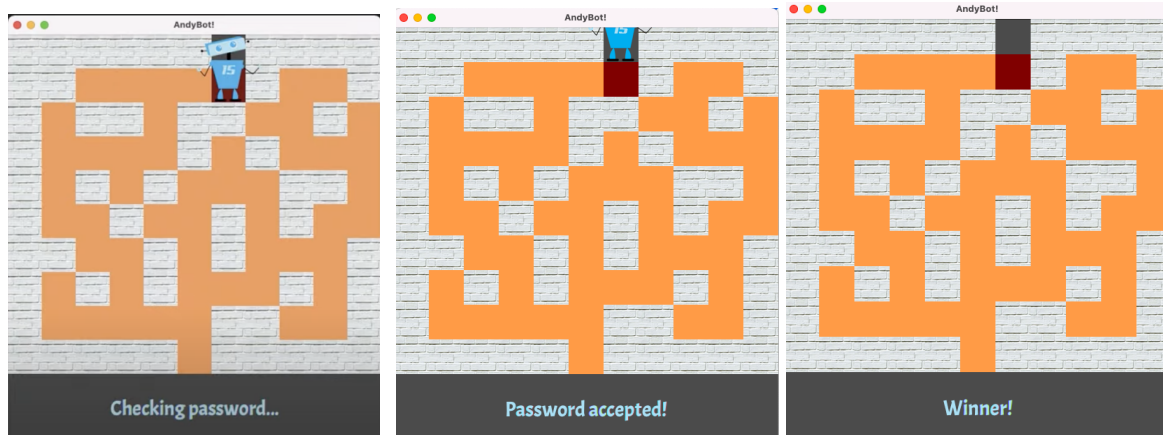 AndyBot!
15
Checking password...
AndyBot!
15
Password accepted!
AndyBot!
Winner!